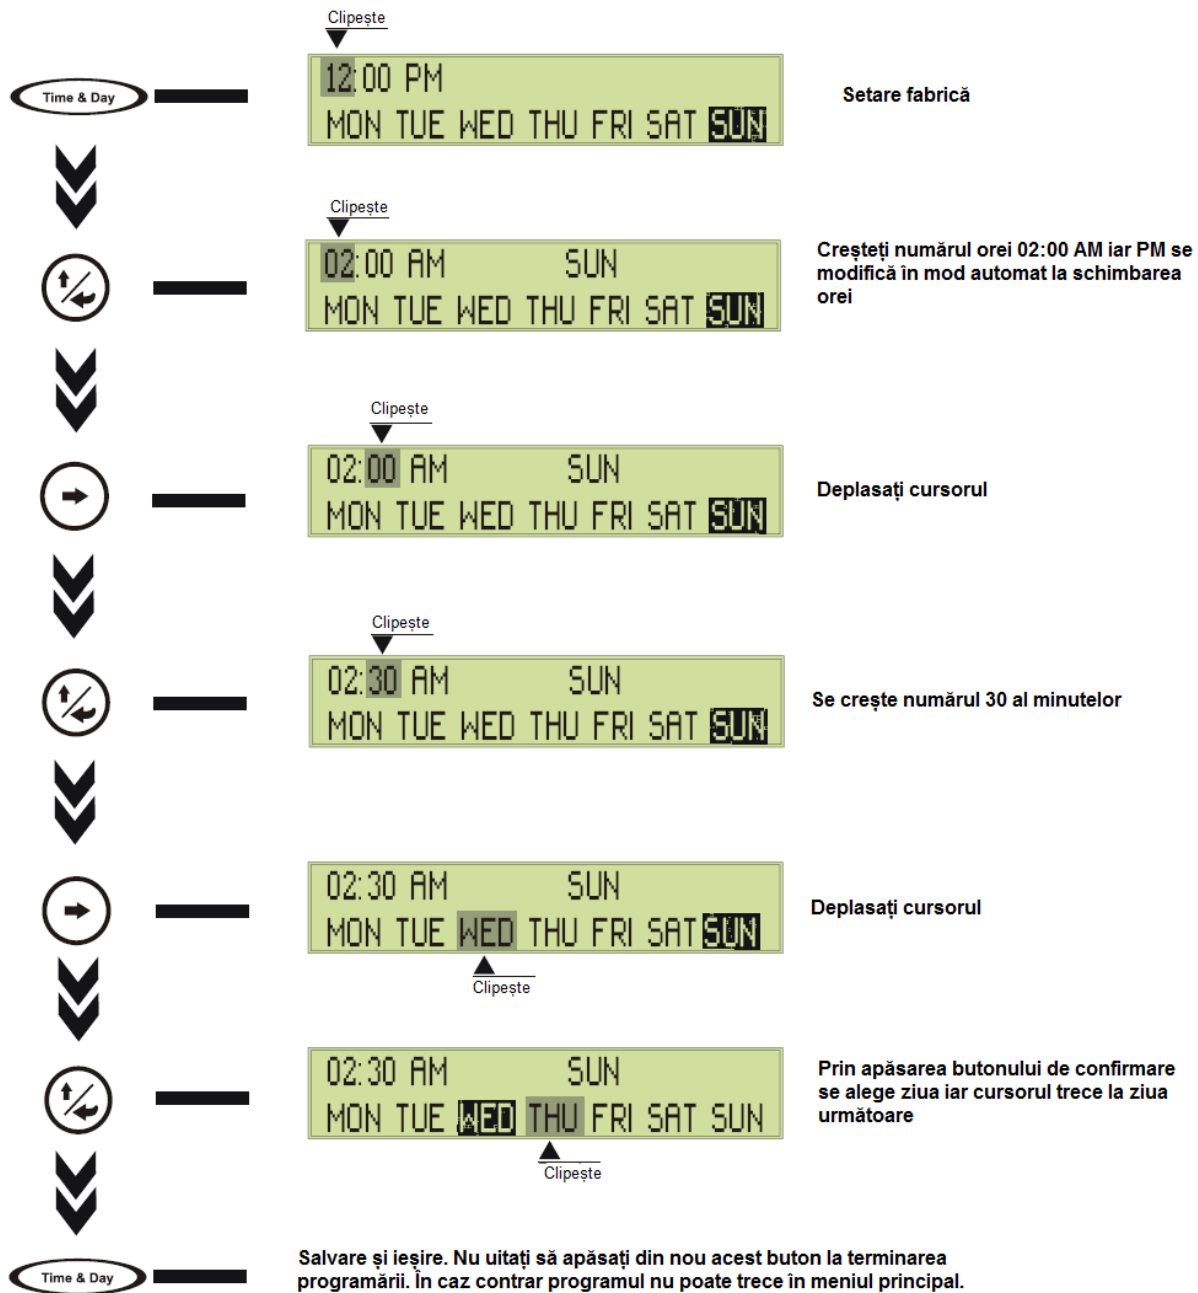 Clipește
Time & Day
12:00 PM
MON TUE WED THU FRI SAT SUN
Setare fabrică
Clipește
02:00 AM SUN
MON TUE WED THU FRI SAT SUN
Creșteți numărul orei 02:00 AM iar PM se
modifică în mod automat la schimbarea
orei
Clipește
02:00 AM SUN
MON TUE WED THU FRI SAT SUN
Deplasați cursorul
Clipește
02:30 AM SUN
MON TUE WED THU FRI SAT SUN
Se crește numărul 30 al minutelor
02:30 AM SUN
MON TUE WED THU FRI SAT SUN
Deplasați cursorul
Clipește
02:30 AM SUN
MON TUE WED THU FRI SAT SUN
Prin apăsarea butonului de confirmare
se alege ziua iar cursorul trece la ziua
următoare
Clipește
Time & Day
Salvare și ieșire. Nu uitați să apăsați din nou acest buton la terminarea
programării. În caz contrar programul nu poate trece în meniul principal.